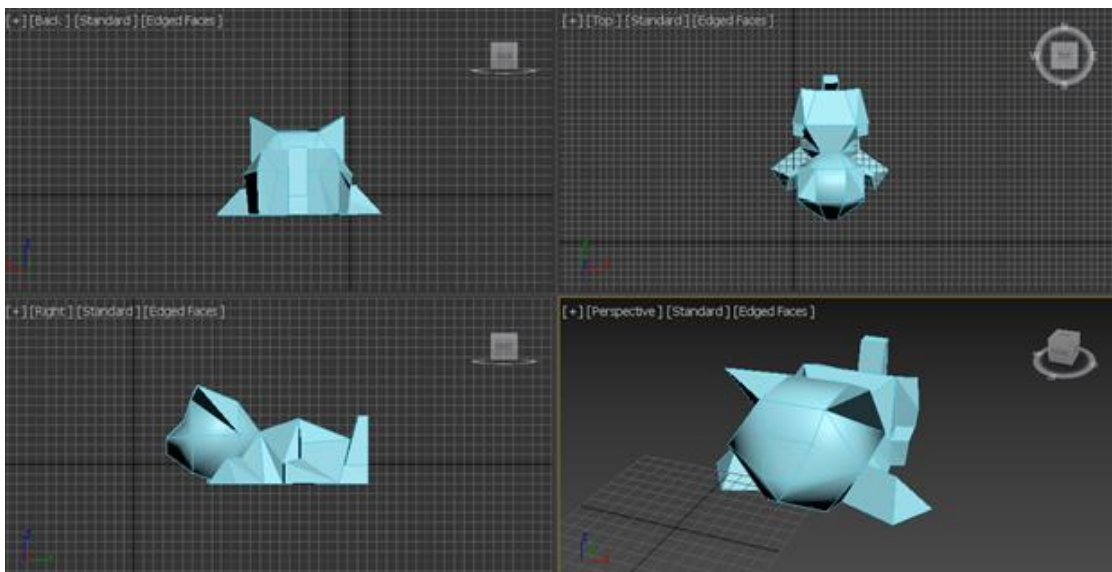 [+] [Back ] [Standard ] [Edged Faces ]
[+] [Top ] [Standard ] [Edged Faces ]
[+] [Right ] [Standard ] [Edged Faces ]
[+] [Perspective ] [Standard ] [Edged Faces ]